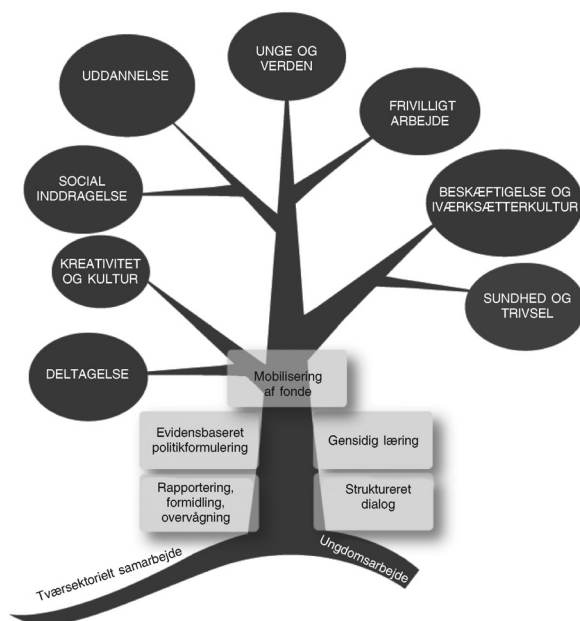 UNGE OG
VERDEN
UDDANNELSE
FRIVILLIGT
ARBEJDE
SOCIAL
INDDRAGELSE
BESKÆFTIGELSE OG
IVÆRKSÆTTERKULTUR
KREATIVITET
OG KULTUR
SUNDHED OG
TRIVSEL
DELTAGELSE
Mobilisering
af fonde
Evidensbaseret
politikformulering
Gensidig læring
Rapportering,
formidling,
overvågning
Struktureret
dialog
Tværsektorielt samarbejde
Ungdomsarbejde